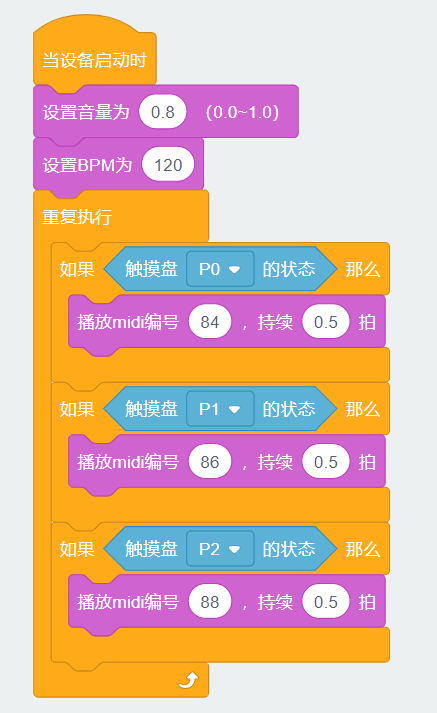 当设备启动时
设置音量为 0.8 （0.0~1.0）
设置BPM为 120
重复执行
如果 触摸盘 P0 的状态 那么
播放midi编号 84 ，持续 0.5 拍
如果 触摸盘 P1 的状态 那么
播放midi编号 86 ，持续 0.5 拍
如果 触摸盘 P2 的状态 那么
播放midi编号 88 ，持续 0.5 拍